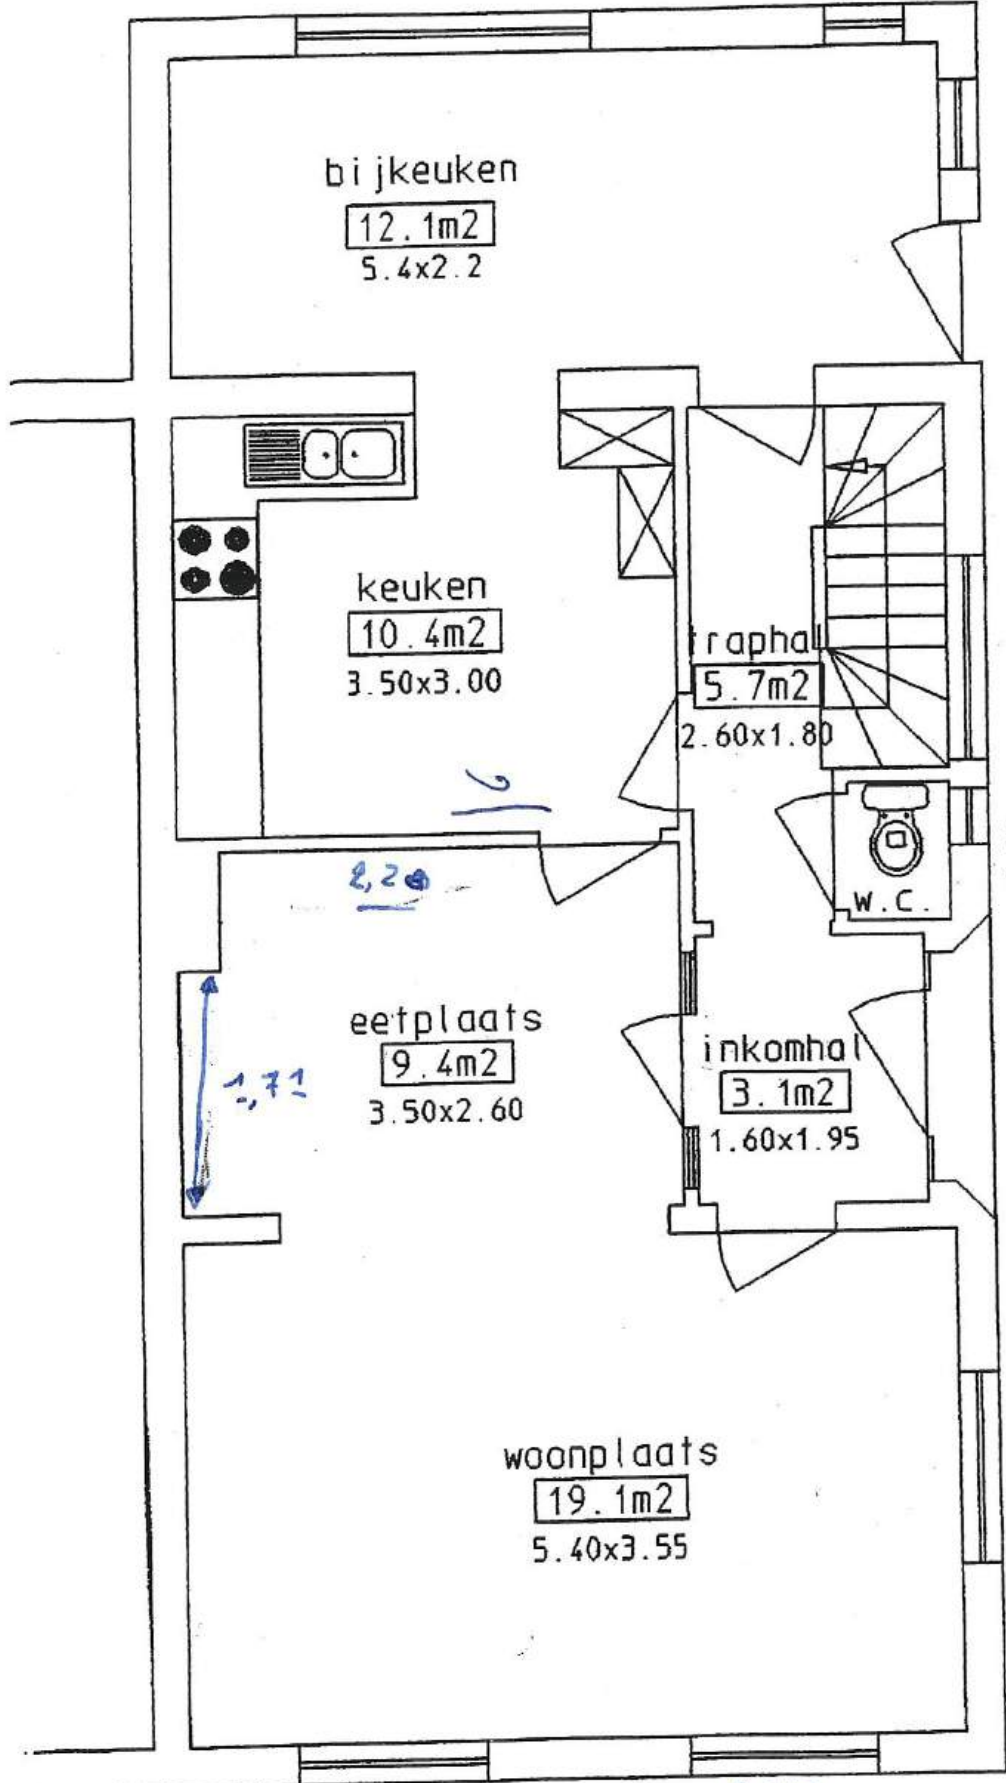 bijkeuken
12.1m2
5.4x2.2
keuken
10.4m2
3.50x3.00
traphal
5.7m2
2.60x1.80
W.C.
2,20
eetplaats
9.4m2
3.50x2.60
1,71
inkomhal
3.1m2
1.60x1.95
woonplaats
19.1m2
5.40x3.55